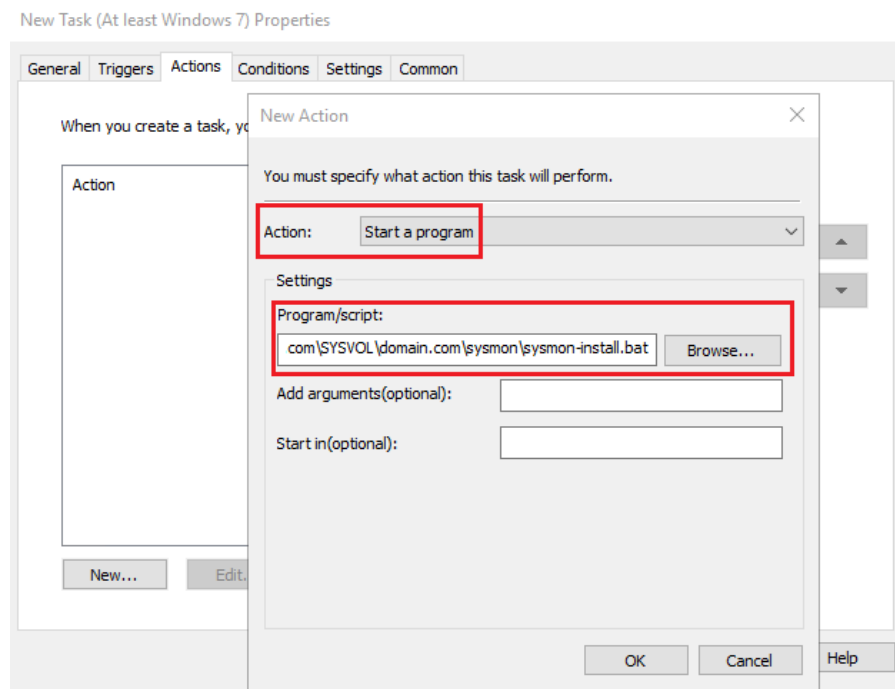 New Task (At least Windows 7) Properties
General Triggers Actions Conditions Settings Common
When you create a task, yo
Action
New... Edit.
New Action
You must specify what action this task will perform.
Action: Start a program
Settings
Program/script:
com\SYSVOL\domain.com\sysmon\sysmon-install.bat Browse...
Add arguments(optional):
Start in(optional):
OK Cancel Help